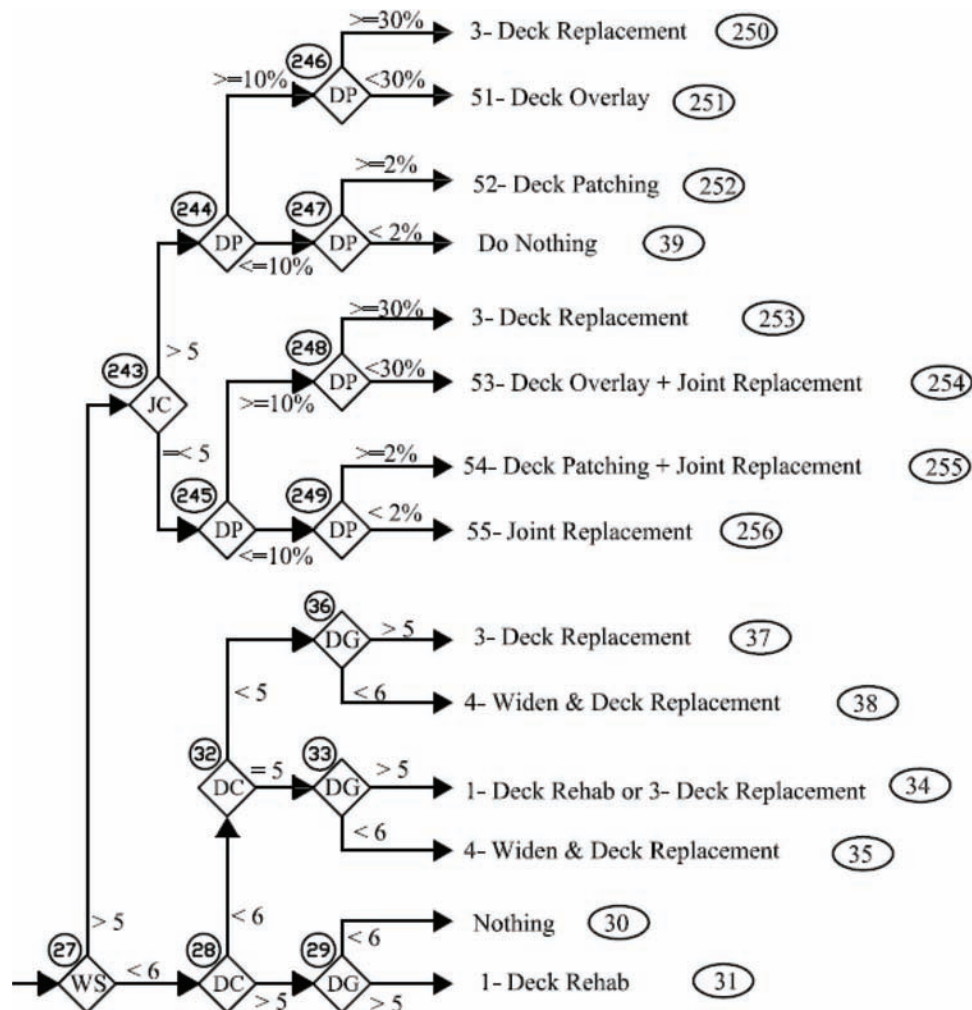 >=30%
3- Deck Replacement 250
246
>=10%
DP
<30%
51- Deck Overlay 251
>=2%
52- Deck Patching 252
244
247
DP
DP
< 2%
<=10%
Do Nothing 39
>=30%
3- Deck Replacement 253
248
> 5
243
DP
<30%
53- Deck Overlay + Joint Replacement 254
JC
>=10%
=< 5
>=2%
54- Deck Patching + Joint Replacement 255
245
249
DP
DP
< 2%
<=10%
55- Joint Replacement 256
36
DG
> 5
3- Deck Replacement 37
< 5
< 6
4- Widen & Deck Replacement 38
32
33
DC
= 5
DG
> 5
1- Deck Rehab or 3- Deck Replacement 34
< 6
4- Widen & Deck Replacement 35
> 5
< 6
Nothing 30
27
28
29
< 6
WS
< 6
DC
> 5
DG
> 5
1- Deck Rehab 31